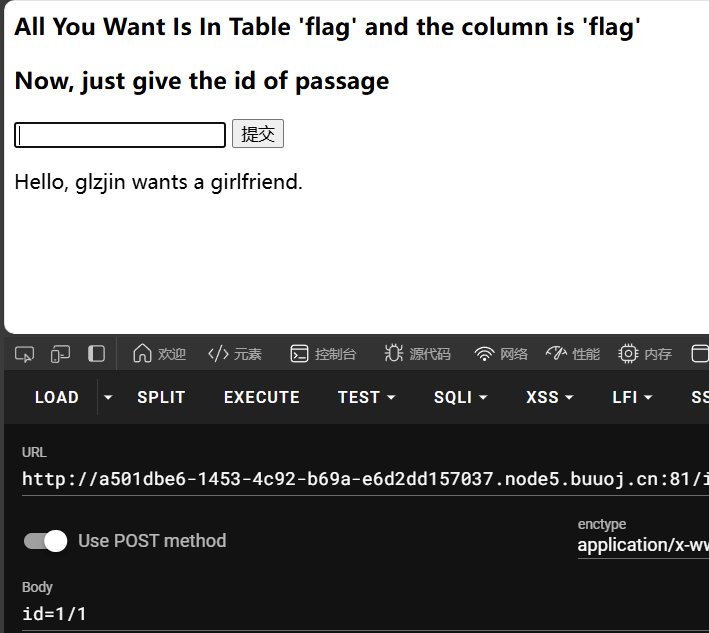 All You Want Is In Table 'flag' and the column is 'flag'
Now, just give the id of passage
提交
Hello, glzjin wants a girlfriend.
欢迎 元素 控制台 源代码 网络 性能 内存
LOAD SPLIT EXECUTE TEST SQLI XSS LFI SS
URL
http://a501dbe6-1453-4c92-b69a-e6d2dd157037.node5.buuoj.cn:81/i
Use POST method
enctype
application/x-ww
Body
id=1/1